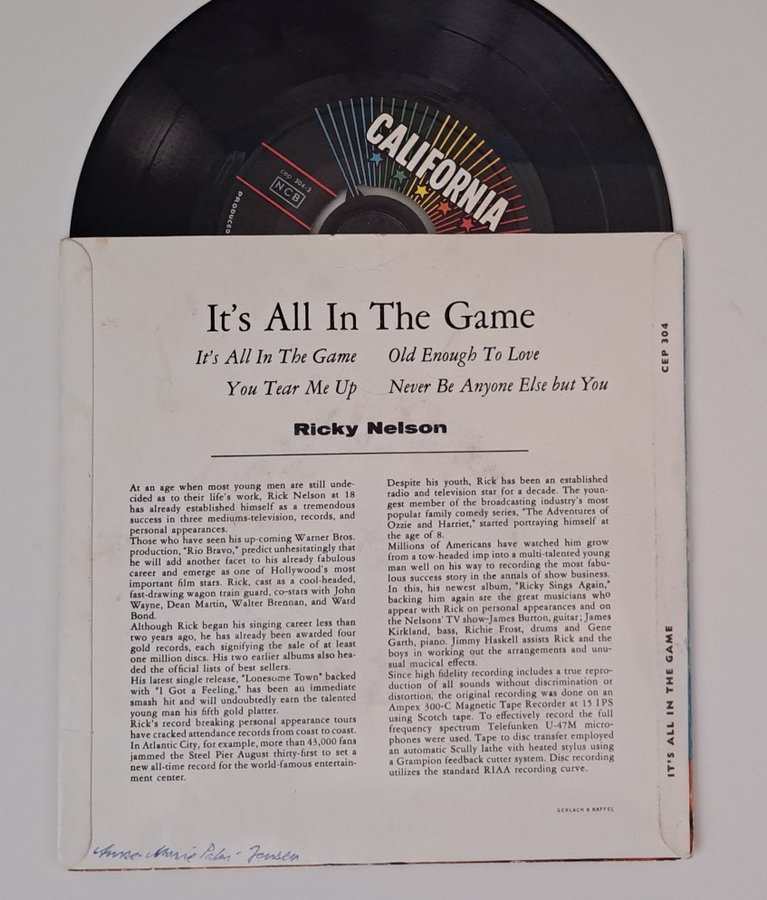 CALIFORNIA
CEP 304-2
NCB
PRODUCED
It's All In The Game
It's All In The Game Old Enough To Love
You Tear Me Up Never Be Anyone Else but You
Ricky Nelson
At an age when most young men are still unde-
cided as to their life's work, Rick Nelson at 18
has already established himself as a tremendous
success in three mediums-television, records, and
personal appearances.
Those who have seen his up-coming Warner Bros.
production, "Rio Bravo," predict unhesitatingly that
he will add another facet to his already fabulous
career and emerge as one of Hollywood's most
important film stars. Rick, cast as a cool-headed,
fast-drawing wagon train guard, co-stars with John
Wayne, Dean Martin, Walter Brennan, and Ward
Bond.
Although Rick began his singing career less than
two years ago, he has already been awarded four
gold records, each signifying the sale of at least
one million discs. His two earlier albums also hea-
ded the official lists of best sellers.
His latest single release, "Lonesome Town" backed
with "I Got a Feeling," has been an immediate
smash hit and will undoubtedly earn the talented
young man his fifth gold platter.
Rick's record breaking personal appearance tours
have cracked attendance records from coast to coast.
In Atlantic City, for example, more than 43,000 fans
jammed the Steel Pier August thirty-first to set a
new all-time record for the world-famous entertain-
ment center.
Despite his youth, Rick has been an established
radio and television star for a decade. The youn-
gest member of the broadcasting industry's most
popular family comedy series, "The Adventures of
Ozzie and Harriet," started portraying himself at
the age of 8.
Millions of Americans have watched him grow
from a tow-headed imp into a multi-talented young
man well on his way to recording the most fabu-
lous success story in the annals of show business.
In this, his newest album, "Ricky Sings Again,"
backing him again are the great musicians who
appear with Rick on personal appearances and on
the Nelsons' TV show-James Burton, guitar; James
Kirkland, bass, Richie Frost, drums and Gene
Garth, piano. Jimmy Haskell assists Rick and the
boys in working out the arrangements and unu-
sual mucical effects.
Since high fidelity recording includes a true repro-
duction of all sounds without discrimination or
distortion, the original recording was done on an
Ampex 300-C Magnetic Tape Recorder at 15 IPS
using Scotch tape. To effectively record the full
frequency spectrum Telefunken U-47M micro-
phones were used. Tape to disc transfer employed
an automatic Scully lathe vith heated stylus using
a Grampion feedback cutter system. Disc recording
utilizes the standard RIAA recording curve.
GERLACH & RAFFEL
CEP 304
IT'S ALL IN THE GAME
Jensen